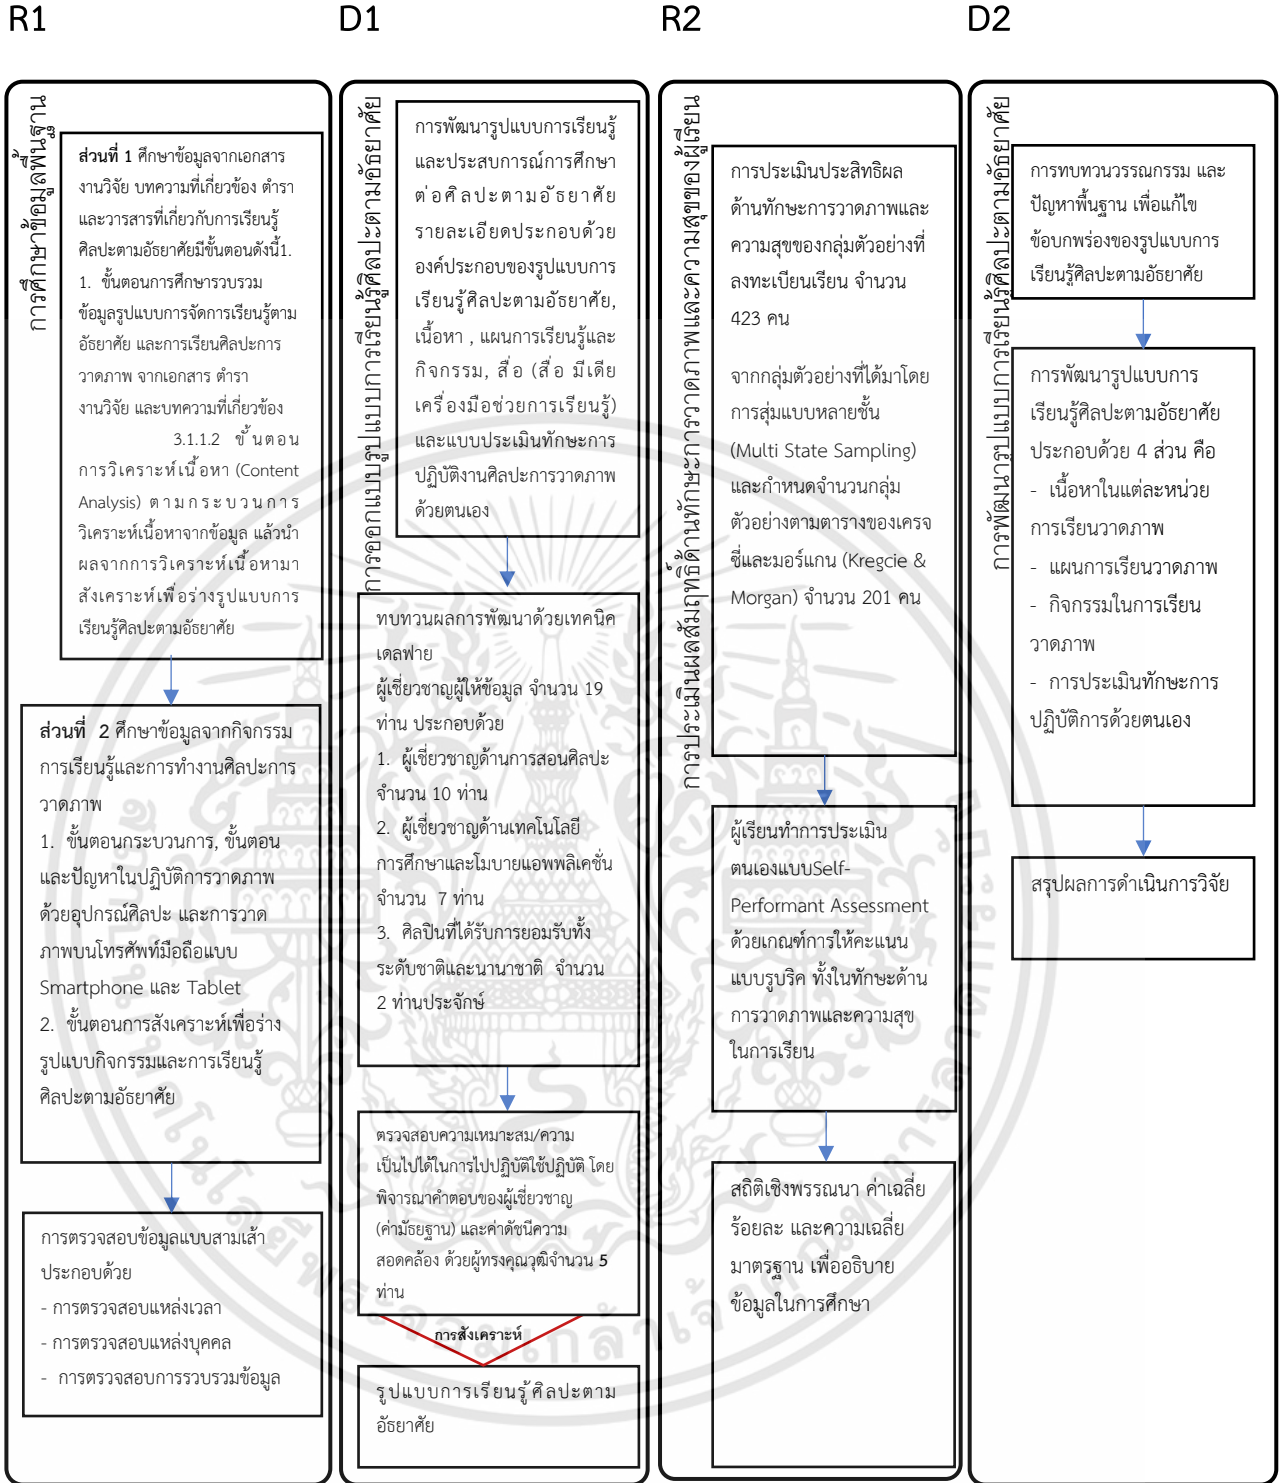 R1
การศึกษาข้อมูลพื้นฐาน
ส่วนที่ 1 ศึกษาข้อมูลจากเอกสาร
งานวิจัย บทความที่เกี่ยวข้อง ตำรา
และวารสารที่เกี่ยวกับการเรียนรู้
ศิลปะตามอัธยาศัยมีขั้นตอนดังนี้1.
1. ขั้นตอนการศึกษารวบรวม
ข้อมูลรูปแบบการจัดการเรียนรู้ตาม
อัธยาศัย และการเรียนศิลปะการ
วาดภาพ จากเอกสาร ตำรา
งานวิจัย และบทความที่เกี่ยวข้อง
3.1.1.2 ขั้นตอน
การวิเคราะห์เนื้อหา (Content
Analysis) ตามกระบวนการ
วิเคราะห์เนื้อหาจากข้อมูล แล้วนำ
ผลจากการวิเคราะห์เนื้อหามา
สังเคราะห์เพื่อร่างรูปแบบการ
เรียนรู้ศิลปะตามอัธยาศัย
ส่วนที่ 2 ศึกษาข้อมูลจากกิจกรรม
การเรียนรู้และการทำงานศิลปะการ
วาดภาพ
1. ขั้นตอนกระบวนการ, ขั้นตอน
และปัญหาในปฏิบัติการวาดภาพ
ด้วยอุปกรณ์ศิลปะ และการวาด
ภาพบนโทรศัพท์มือถือแบบ
Smartphone และ Tablet
2. ขั้นตอนการสังเคราะห์เพื่อร่าง
รูปแบบกิจกรรมและการเรียนรู้
ศิลปะตามอัธยาศัย
การตรวจสอบข้อมูลแบบสามเส้า
ประกอบด้วย
- การตรวจสอบแหล่งเวลา
- การตรวจสอบแหล่งบุคคล
- การตรวจสอบการรวบรวมข้อมูล
D1
การออกแบบรูปแบบการเรียนรู้ศิลปะตามอัธยาศัย
การพัฒนารูปแบบการเรียนรู้
และประสบการณ์การศึกษา
ต่อศิลปะตามอัธยาศัย
รายละเอียดประกอบด้วย
องค์ประกอบของรูปแบบการ
เรียนรู้ศิลปะตามอัธยาศัย,
เนื้อหา , แผนการเรียนรู้และ
กิจกรรม, สื่อ (สื่อ มีเดีย
เครื่องมือช่วยการเรียนรู้)
และแบบประเมินทักษะการ
ปฏิบัติงานศิลปะการวาดภาพ
ด้วยตนเอง
ทบทวนผลการพัฒนาด้วยเทคนิค
เดลฟาย
ผู้เชี่ยวชาญผู้ให้ข้อมูล จำนวน 19
ท่าน ประกอบด้วย
1. ผู้เชี่ยวชาญด้านการสอนศิลปะ
จำนวน 10 ท่าน
2. ผู้เชี่ยวชาญด้านเทคโนโลยี
การศึกษาและโมบายแอพพลิเคชั่น
จำนวน 7 ท่าน
3. ศิลปินที่ได้รับการยอมรับทั้ง
ระดับชาติและนานาชาติ จำนวน
2 ท่านประจักษ์
ตรวจสอบความเหมาะสม/ความ
เป็นไปได้ในการไปปฏิบัติใช้ปฏิบัติ โดย
พิจารณาคำตอบของผู้เชี่ยวชาญ
(ค่ามัธยฐาน) และค่าดัชนีความ
สอดคล้อง ด้วยผู้ทรงคุณวุฒิจำนวน 5
ท่าน
การสังเคราะห์
รูปแบบการเรียนรู้ศิลปะตาม
อัธยาศัย
R2
การประเมินผลสัมฤทธิ์ด้านทักษะการวาดภาพและความสุขของผู้เรียน
การประเมินประสิทธิผล
ด้านทักษะการวาดภาพและ
ความสุขของกลุ่มตัวอย่างที่
ลงทะเบียนเรียน จำนวน
423 คน
จากกลุ่มตัวอย่างที่ได้มาโดย
การสุ่มแบบหลายชั้น
(Multi State Sampling)
และกำหนดจำนวนกลุ่ม
ตัวอย่างตามตารางของเครจ
ซี่และมอร์แกน (Kregcie &
Morgan) จำนวน 201 คน
ผู้เรียนทำการประเมิน
ตนเองแบบSelf-
Performant Assessment
ด้วยเกณฑ์การให้คะแนน
แบบรูบริค ทั้งในทักษะด้าน
การวาดภาพและความสุข
ในการเรียน
สถิติเชิงพรรณนา ค่าเฉลี่ย
ร้อยละ และความเฉลี่ย
มาตรฐาน เพื่ออธิบาย
ข้อมูลในการศึกษา
D2
การพัฒนารูปแบบการเรียนรู้ศิลปะตามอัธยาศัย
การทบทวนวรรณกรรม และ
ปัญหาพื้นฐาน เพื่อแก้ไข
ข้อบกพร่องของรูปแบบการ
เรียนรู้ศิลปะตามอัธยาศัย
การพัฒนารูปแบบการ
เรียนรู้ศิลปะตามอัธยาศัย
ประกอบด้วย 4 ส่วน คือ
- เนื้อหาในแต่ละหน่วย
การเรียนวาดภาพ
- แผนการเรียนวาดภาพ
- กิจกรรมในการเรียน
วาดภาพ
- การประเมินทักษะการ
ปฏิบัติการด้วยตนเอง
สรุปผลการดำเนินการวิจัย